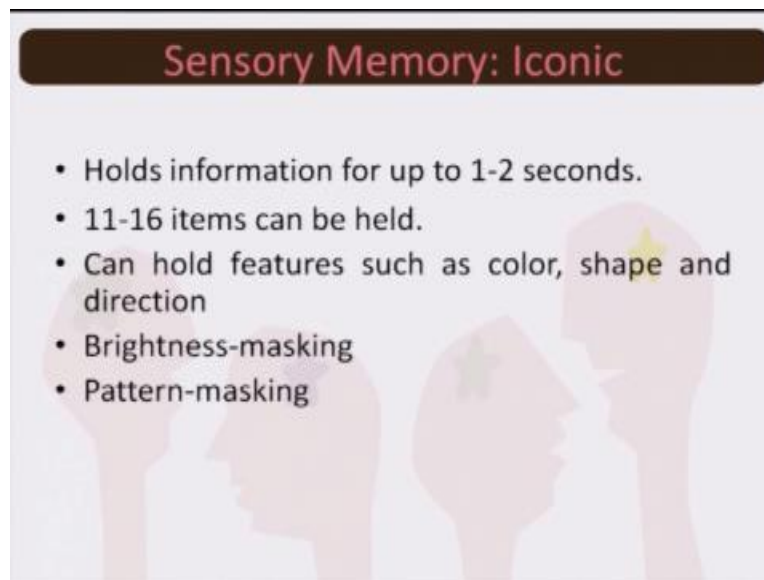 Sensory Memory: Iconic
• Holds information for up to 1-2 seconds.
• 11-16 items can be held.
• Can hold features such as color, shape and
direction
• Brightness-masking
• Pattern-masking